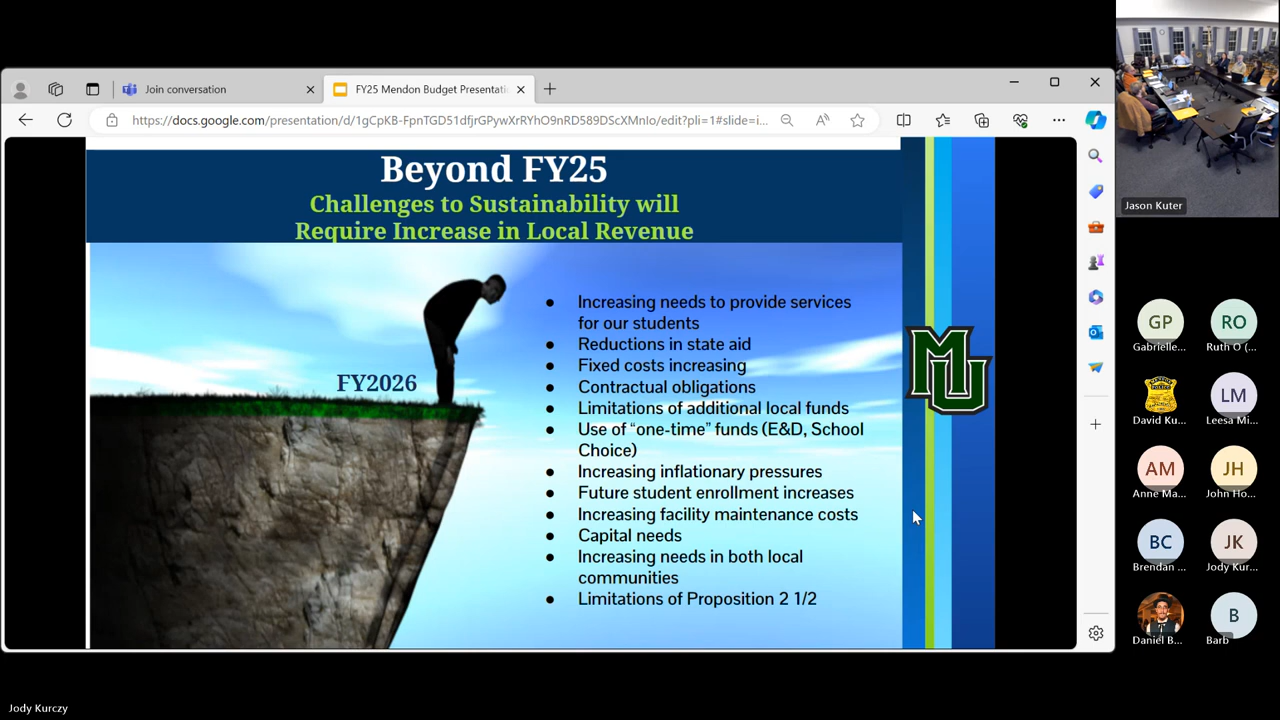 Join conversation
FY25 Mendon Budget Presentati
https://docs.google.com/presentation/d/1gCpKB-FpnTGD51dfjrGPywXrRYhO9nRD589DScXMnIo/edit?pli=1#slide=i...
Beyond FY25
Challenges to Sustainability will
Require Increase in Local Revenue
FY2026
● Increasing needs to provide services
for our students
● Reductions in state aid
● Fixed costs increasing
● Contractual obligations
● Limitations of additional local funds
● Use of “one-time” funds (E&D, School
Choice)
● Increasing inflationary pressures
● Future student enrollment increases
● Increasing facility maintenance costs
● Capital needs
● Increasing needs in both local
communities
● Limitations of Proposition 2 1/2
MU
Jason Kuter
GP
Gabrielle...
RO
Ruth O (...
David Ku...
LM
Leesa Mi...
AM
Anne Ma...
JH
John Ho...
BC
Brendan ...
JK
Jody Kur...
Daniel B...
B
Barb
Jody Kurczy